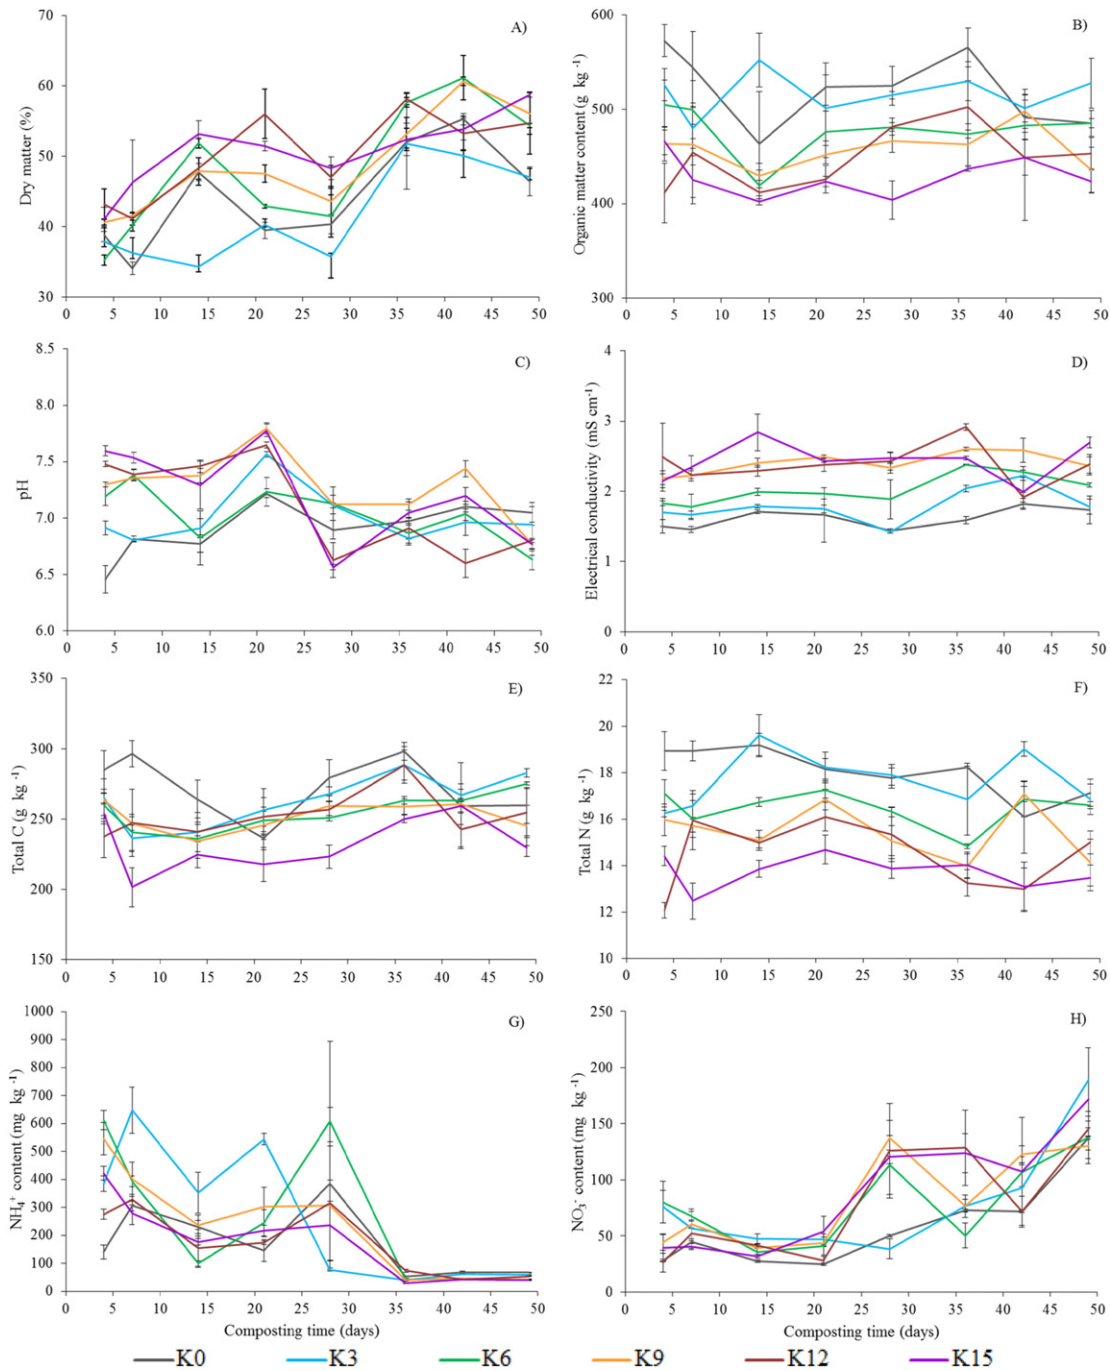 A)
Dry matter (%)
70
60
50
40
30
0 5 10 15 20 25 30 35 40 45 50
B)
Organic matter content (g kg -1)
600
500
400
300
0 5 10 15 20 25 30 35 40 45 50
C)
pH
8.5
8.0
7.5
7.0
6.5
6.0
0 5 10 15 20 25 30 35 40 45 50
D)
Electrical conductivity (mS cm-1)
4
3
2
1
0
0 5 10 15 20 25 30 35 40 45 50
E)
Total C (g kg -1)
350
300
250
200
150
0 5 10 15 20 25 30 35 40 45 50
F)
Total N (g kg -1)
22
20
18
16
14
12
10
0 5 10 15 20 25 30 35 40 45 50
G)
NH4+ content (mg kg -1)
1000
900
800
700
600
500
400
300
200
100
0
0 5 10 15 20 25 30 35 40 45 50
Composting time (days)
H)
NO3- content (mg kg -1)
250
200
150
100
50
0
0 5 10 15 20 25 30 35 40 45 50
Composting time (days)
K0 K3 K6 K9 K12 K15